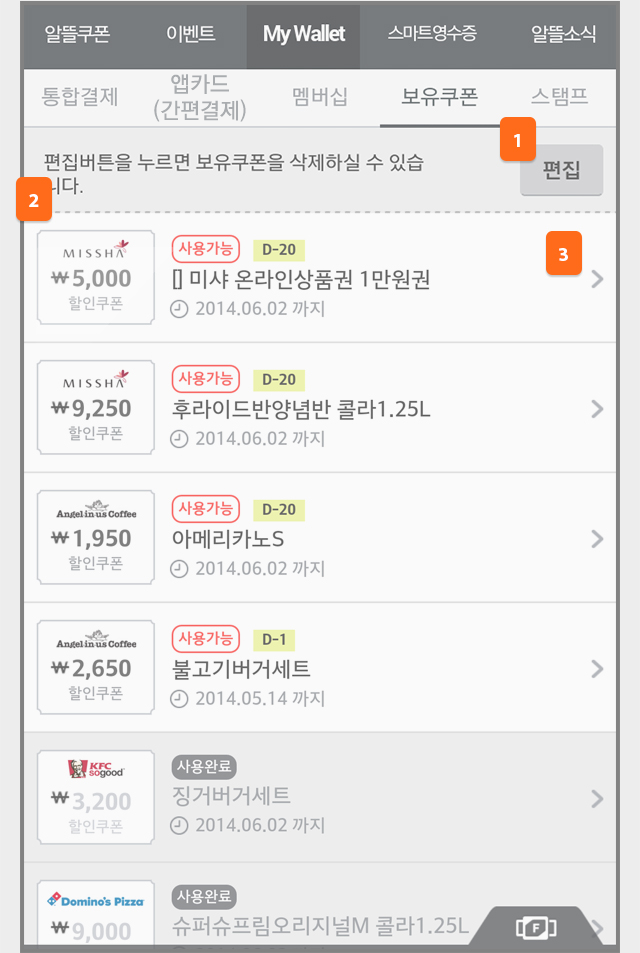 알뜰쿠폰 이벤트 My Wallet 스마트영수증 알뜰소식
통합결제 앱카드 멤버십 보유쿠폰 스탬프
(간편결제)
1
편집버튼을 누르면 보유쿠폰을 삭제하실 수 있습
니다.
편집
2
MISSHA
₩5,000
할인쿠폰
사용가능 D-20
[] 미샤 온라인상품권 1만원권
2014.06.02 까지
3
MISSHA
₩9,250
할인쿠폰
사용가능 D-20
후라이드반양념반 콜라1.25L
2014.06.02 까지
Angel in us Coffee
₩1,950
할인쿠폰
사용가능 D-20
아메리카노S
2014.06.02 까지
Angel in us Coffee
₩2,650
할인쿠폰
사용가능 D-1
불고기버거세트
2014.05.14 까지
KFC
so good
₩3,200
할인쿠폰
사용완료
징거버거세트
2014.06.02 까지
Domino's Pizza
₩9,000
사용완료
슈퍼슈프림오리지널M 콜라1.25L
F